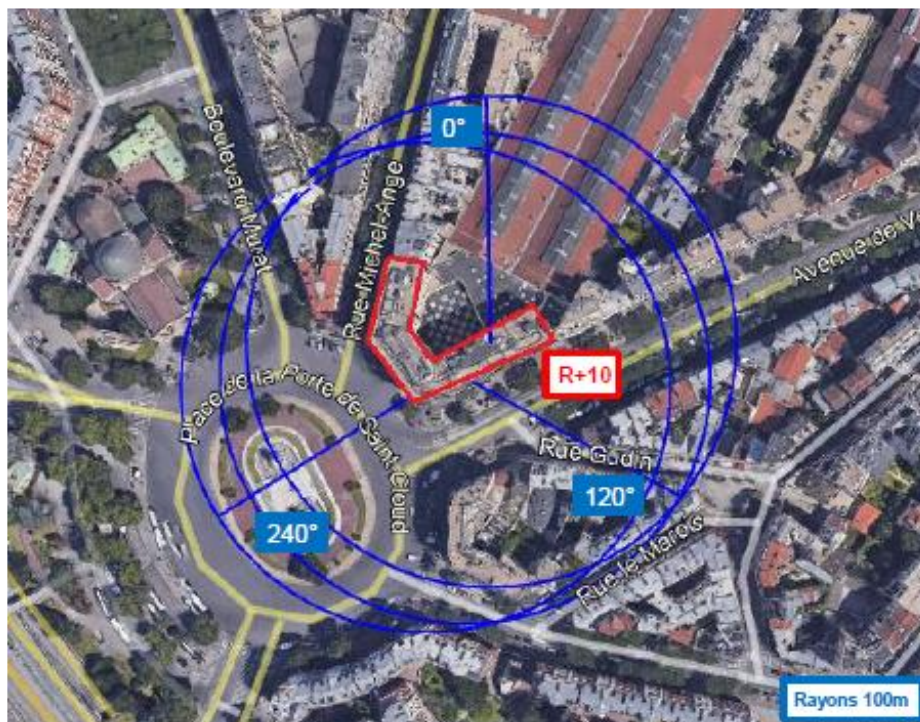 0°
Boulevard Murat
Rue Michel-Ange
Avenue de V
R+10
Place de la Porte de Saint-Cloud
Rue Gudin
120°
240°
Rue le Marois
Rayons 100m